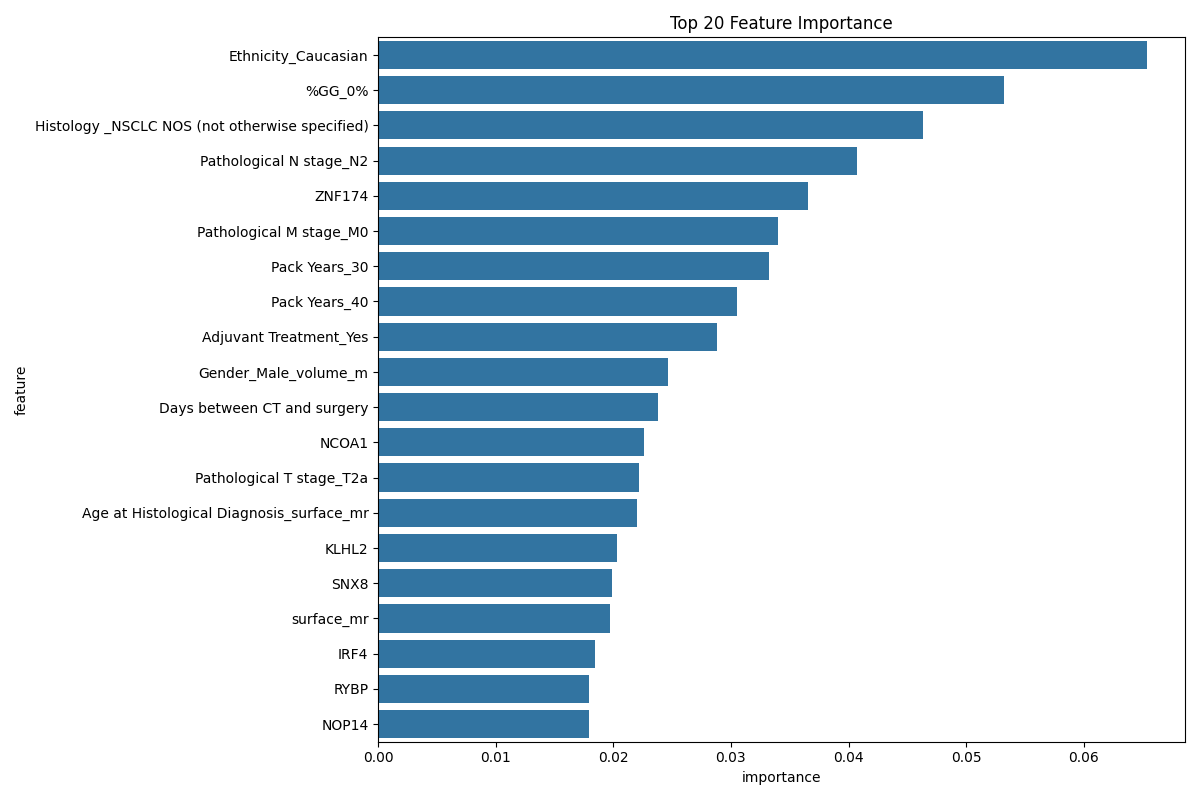 Top 20 Feature Importance
Ethnicity_Caucasian
%GG_0%
Histology _NSCLC NOS (not otherwise specified)
Pathological N stage_N2
ZNF174
Pathological M stage_M0
Pack Years_30
Pack Years_40
Adjuvant Treatment_Yes
Gender_Male_volume_m
Days between CT and surgery
NCOA1
Pathological T stage_T2a
Age at Histological Diagnosis_surface_mr
KLHL2
SNX8
surface_mr
IRF4
RYBP
NOP14
feature
0.00 0.01 0.02 0.03 0.04 0.05 0.06
importance